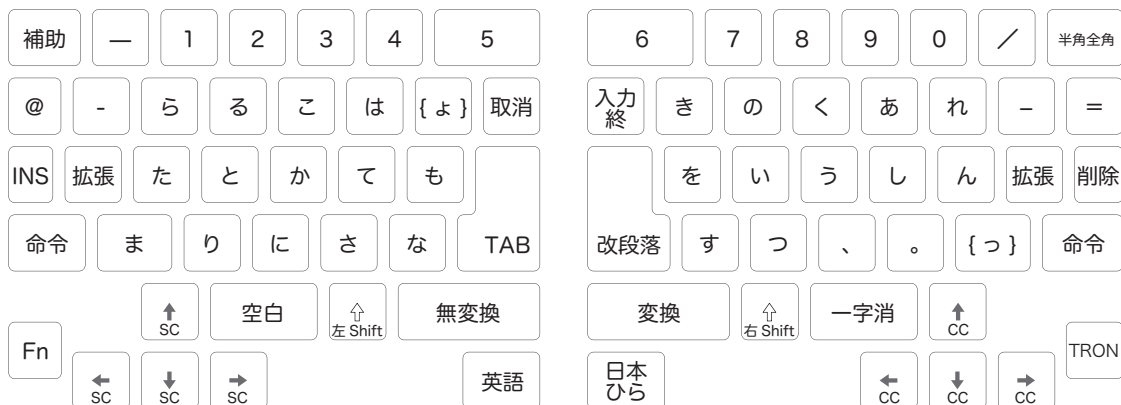 補助 — 1 2 3 4 5 6 7 8 9 0 ／ 半角全角
@ - ら る こ は {ょ} 取消 入力終 き の く あ れ − =
INS 拡張 た と か て も を い う し ん 拡張 削除
命令 ま り に さ な TAB 改段落 す つ 、 。 {っ} 命令
↑SC 空白 ⇧左 Shift 無変換 変換 ⇧右 Shift 一字消 ↑CC
Fn TRON
←SC ↓SC →SC 英語 日本ひら ←CC ↓CC →CC